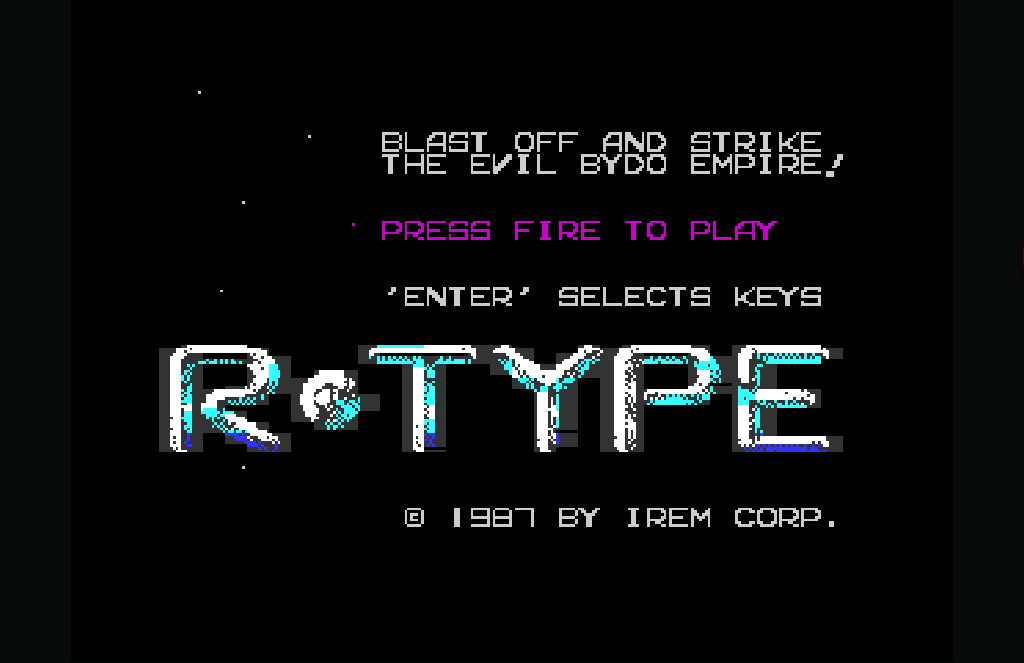 BLAST OFF AND STRIKE
THE EVIL BYDO EMPIRE!
PRESS FIRE TO PLAY
'ENTER' SELECTS KEYS
R•TYPE
© 1987 BY IREM CORP.